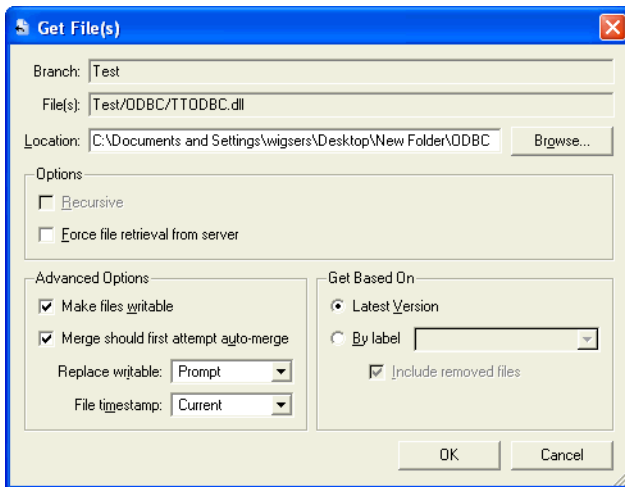 Get File(s)
Branch: Test
File(s): Test/ODBC/TTODBC.dll
Location: C:\Documents and Settings\wigsers\Desktop\New Folder\ODBC Browse...
Options
Recursive
Force file retrieval from server
Advanced Options
Make files writable
Merge should first attempt auto-merge
Replace writable: Prompt
File timestamp: Current
Get Based On
Latest Version
By label
Include removed files
OK Cancel